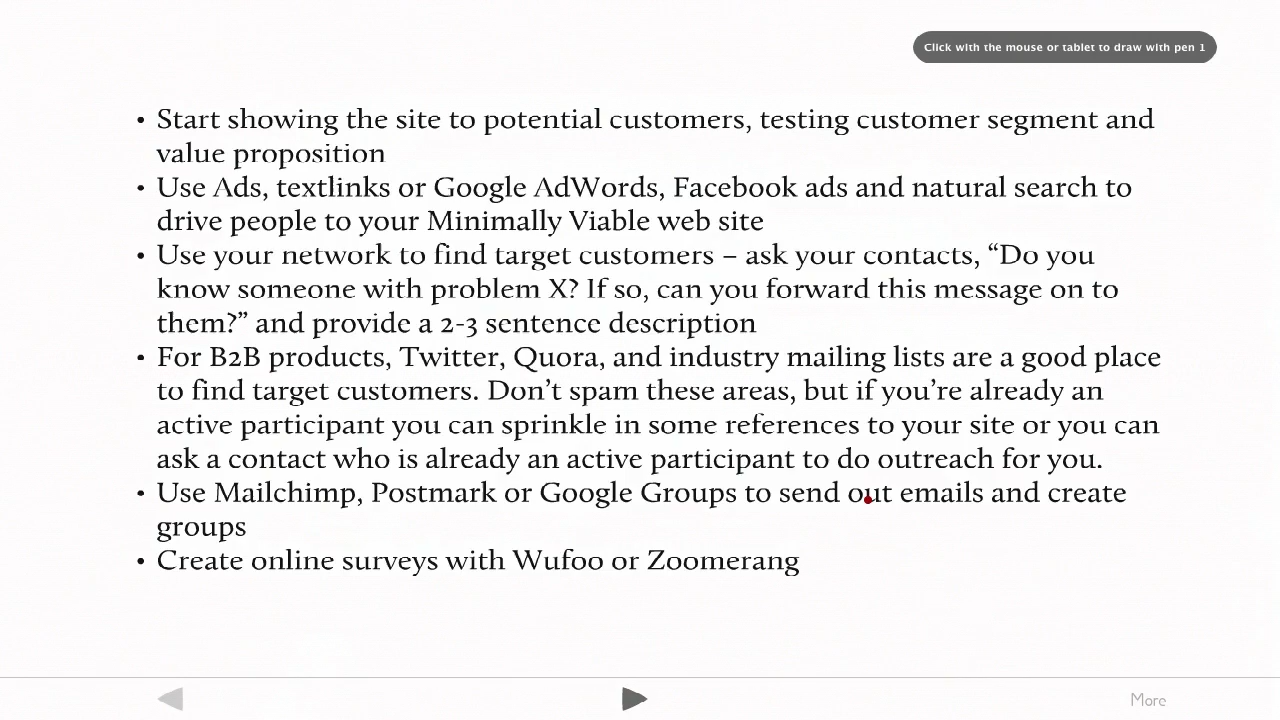 Click with the mouse or tablet to draw with pen 1
• Start showing the site to potential customers, testing customer segment and
value proposition
• Use Ads, textlinks or Google AdWords, Facebook ads and natural search to
drive people to your Minimally Viable web site
• Use your network to find target customers – ask your contacts, “Do you
know someone with problem X? If so, can you forward this message on to
them?” and provide a 2-3 sentence description
• For B2B products, Twitter, Quora, and industry mailing lists are a good place
to find target customers. Don’t spam these areas, but if you’re already an
active participant you can sprinkle in some references to your site or you can
ask a contact who is already an active participant to do outreach for you.
• Use Mailchimp, Postmark or Google Groups to send out emails and create
groups
• Create online surveys with Wufoo or Zoomerang
More